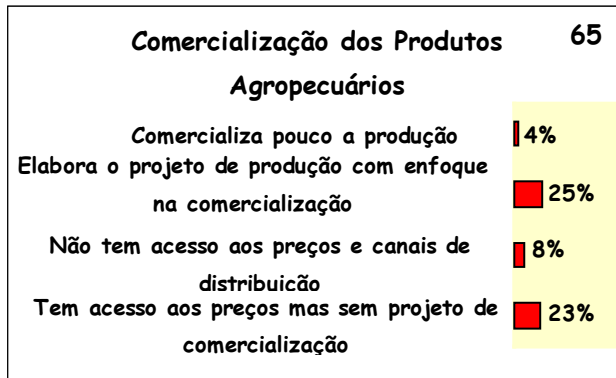 Comercialização dos Produtos 65
Agropecuários
Comercializa pouco a produção 4%
Elabora o projeto de produção com enfoque
na comercialização 25%
Não tem acesso aos preços e canais de
distribuicão 8%
Tem acesso aos preços mas sem projeto de
comercialização 23%